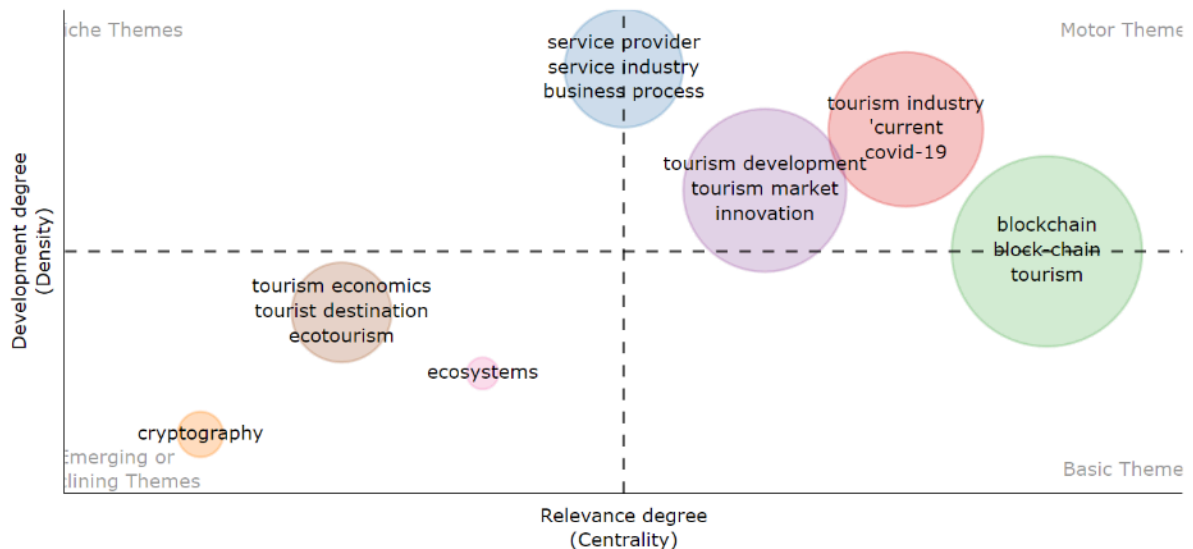 iche Themes
Motor Theme
service provider
service industry
business process
tourism industry
'current
covid-19
tourism development
tourism market
innovation
blockchain
block-chain
tourism
tourism economics
tourist destination
ecotourism
ecosystems
cryptography
Emerging or
clining Themes
Basic Theme
Development degree
(Density)
Relevance degree
(Centrality)